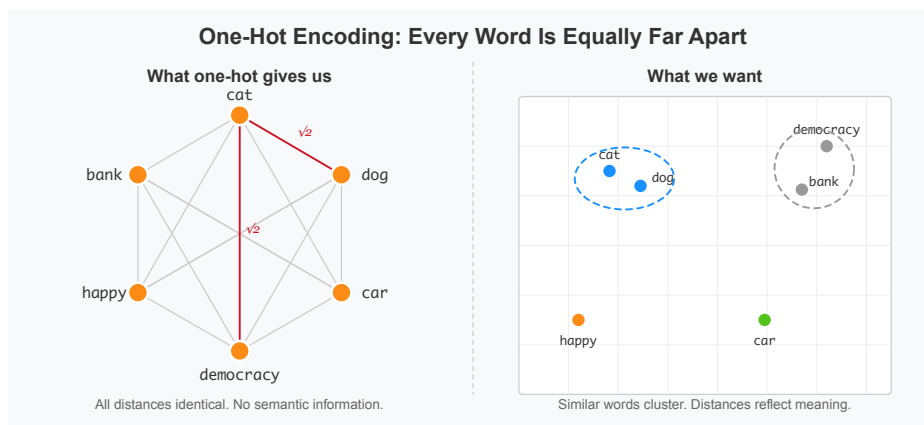 One-Hot Encoding: Every Word Is Equally Far Apart
What one-hot gives us
cat
√2
bank
dog
√2
happy
car
democracy
All distances identical. No semantic information.
What we want
democracy
cat
dog
bank
happy
car
Similar words cluster. Distances reflect meaning.